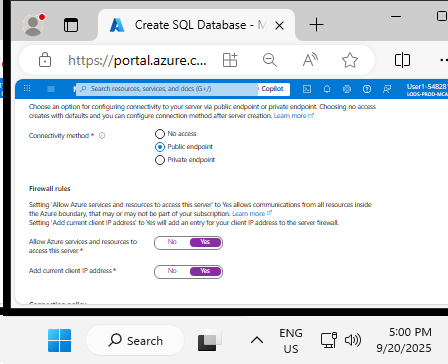 Create SQL Database - M
https://portal.azure.c...
Search resources, services, and docs (G+/)
Copilot
User1-54828
LODS-PROD-MCA
Choose an option for configuring connectivity to your server via public endpoint or private endpoint. Choosing no access
creates with defaults and you can configure connection method after server creation. Learn more
Connectivity method *
No access
Public endpoint
Private endpoint
Firewall rules
Setting 'Allow Azure services and resources to access this server' to Yes allows communications from all resources inside
the Azure boundary, that may or may not be part of your subscription. Learn more
Setting 'Add current client IP address' to Yes will add an entry for your client IP address to the server firewall.
Allow Azure services and resources to
access this server *
No Yes
Add current client IP address *
No Yes
Connection policy
Search
ENG
US
5:00 PM
9/20/2025